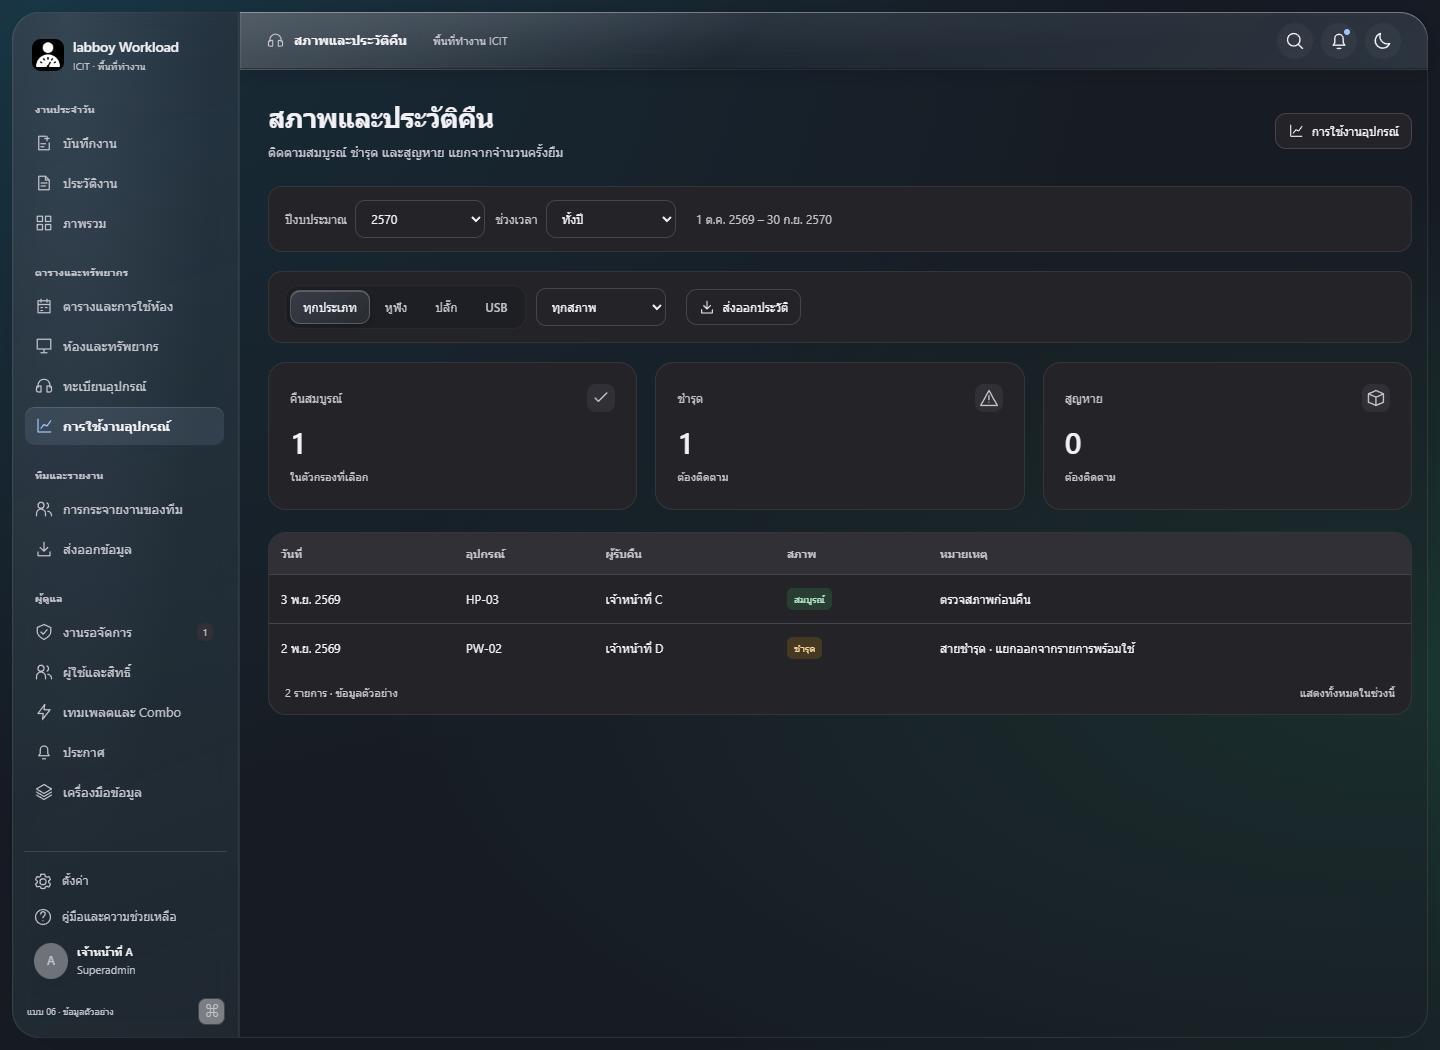 labboy Workload
ICIT · พื้นที่ทำงาน
งานประจำวัน
บันทึกงาน
ประวัติงาน
ภาพรวม
ตารางและทรัพยากร
ตารางและการใช้ห้อง
ห้องและทรัพยากร
ทะเบียนอุปกรณ์
การใช้งานอุปกรณ์
ทีมและรายงาน
การกระจายงานของทีม
ส่งออกข้อมูล
ผู้ดูแล
งานรอจัดการ 1
ผู้ใช้และสิทธิ์
เทมเพลตและ Combo
ประกาศ
เครื่องมือข้อมูล
ตั้งค่า
คู่มือและความช่วยเหลือ
A
เจ้าหน้าที่ A
Superadmin
แบบ 06 · ข้อมูลตัวอย่าง
⌘
สภาพและประวัติคืน พื้นที่ทำงาน ICIT
สภาพและประวัติคืน
ติดตามสมบูรณ์ ชำรุด และสูญหาย แยกจากจำนวนครั้งยืม
การใช้งานอุปกรณ์
ปีงบประมาณ 2570 ช่วงเวลา ทั้งปี 1 ต.ค. 2569 – 30 ก.ย. 2570
ทุกประเภท หูฟัง ปลั๊ก USB ทุกสภาพ ส่งออกประวัติ
คืนสมบูรณ์
1
ในตัวกรองที่เลือก
ชำรุด
1
ต้องติดตาม
สูญหาย
0
ต้องติดตาม
วันที่ อุปกรณ์ ผู้รับคืน สภาพ หมายเหตุ
3 พ.ย. 2569 HP-03 เจ้าหน้าที่ C สมบูรณ์ ตรวจสภาพก่อนคืน
2 พ.ย. 2569 PW-02 เจ้าหน้าที่ D ชำรุด สายชำรุด · แยกออกจากรายการพร้อมใช้
2 รายการ · ข้อมูลตัวอย่าง แสดงทั้งหมดในช่วงนี้